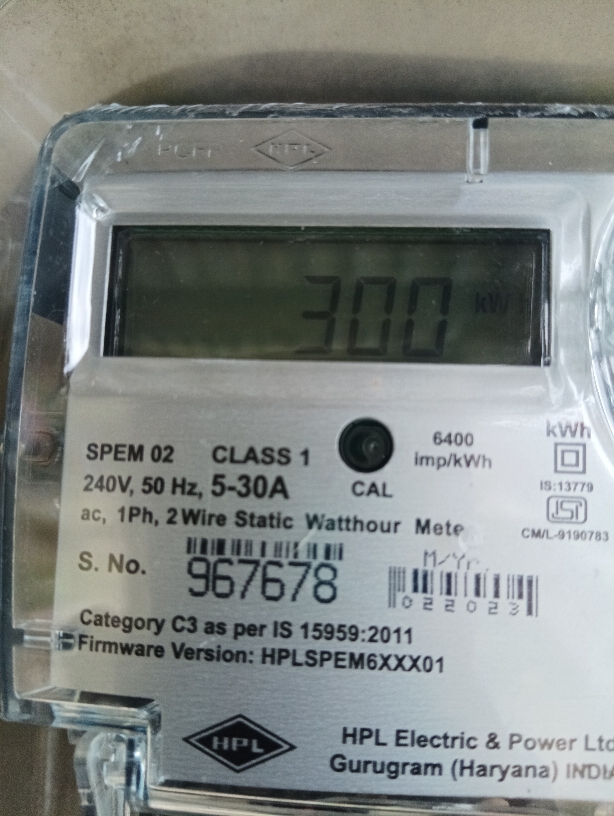 HPL
300 kW
SPEM 02 CLASS 1
240V, 50 Hz, 5-30A
ac, 1Ph, 2 Wire Static Watthour Mete
CAL
6400
imp/kWh
kWh
IS:13779
ISI
CM/L-9190783
S. No.
967678
M/Yr.
022023
Category C3 as per IS 15959:2011
Firmware Version: HPLSPEM6XXX01
HPL
HPL Electric & Power Ltd
Gurugram (Haryana) INDIA